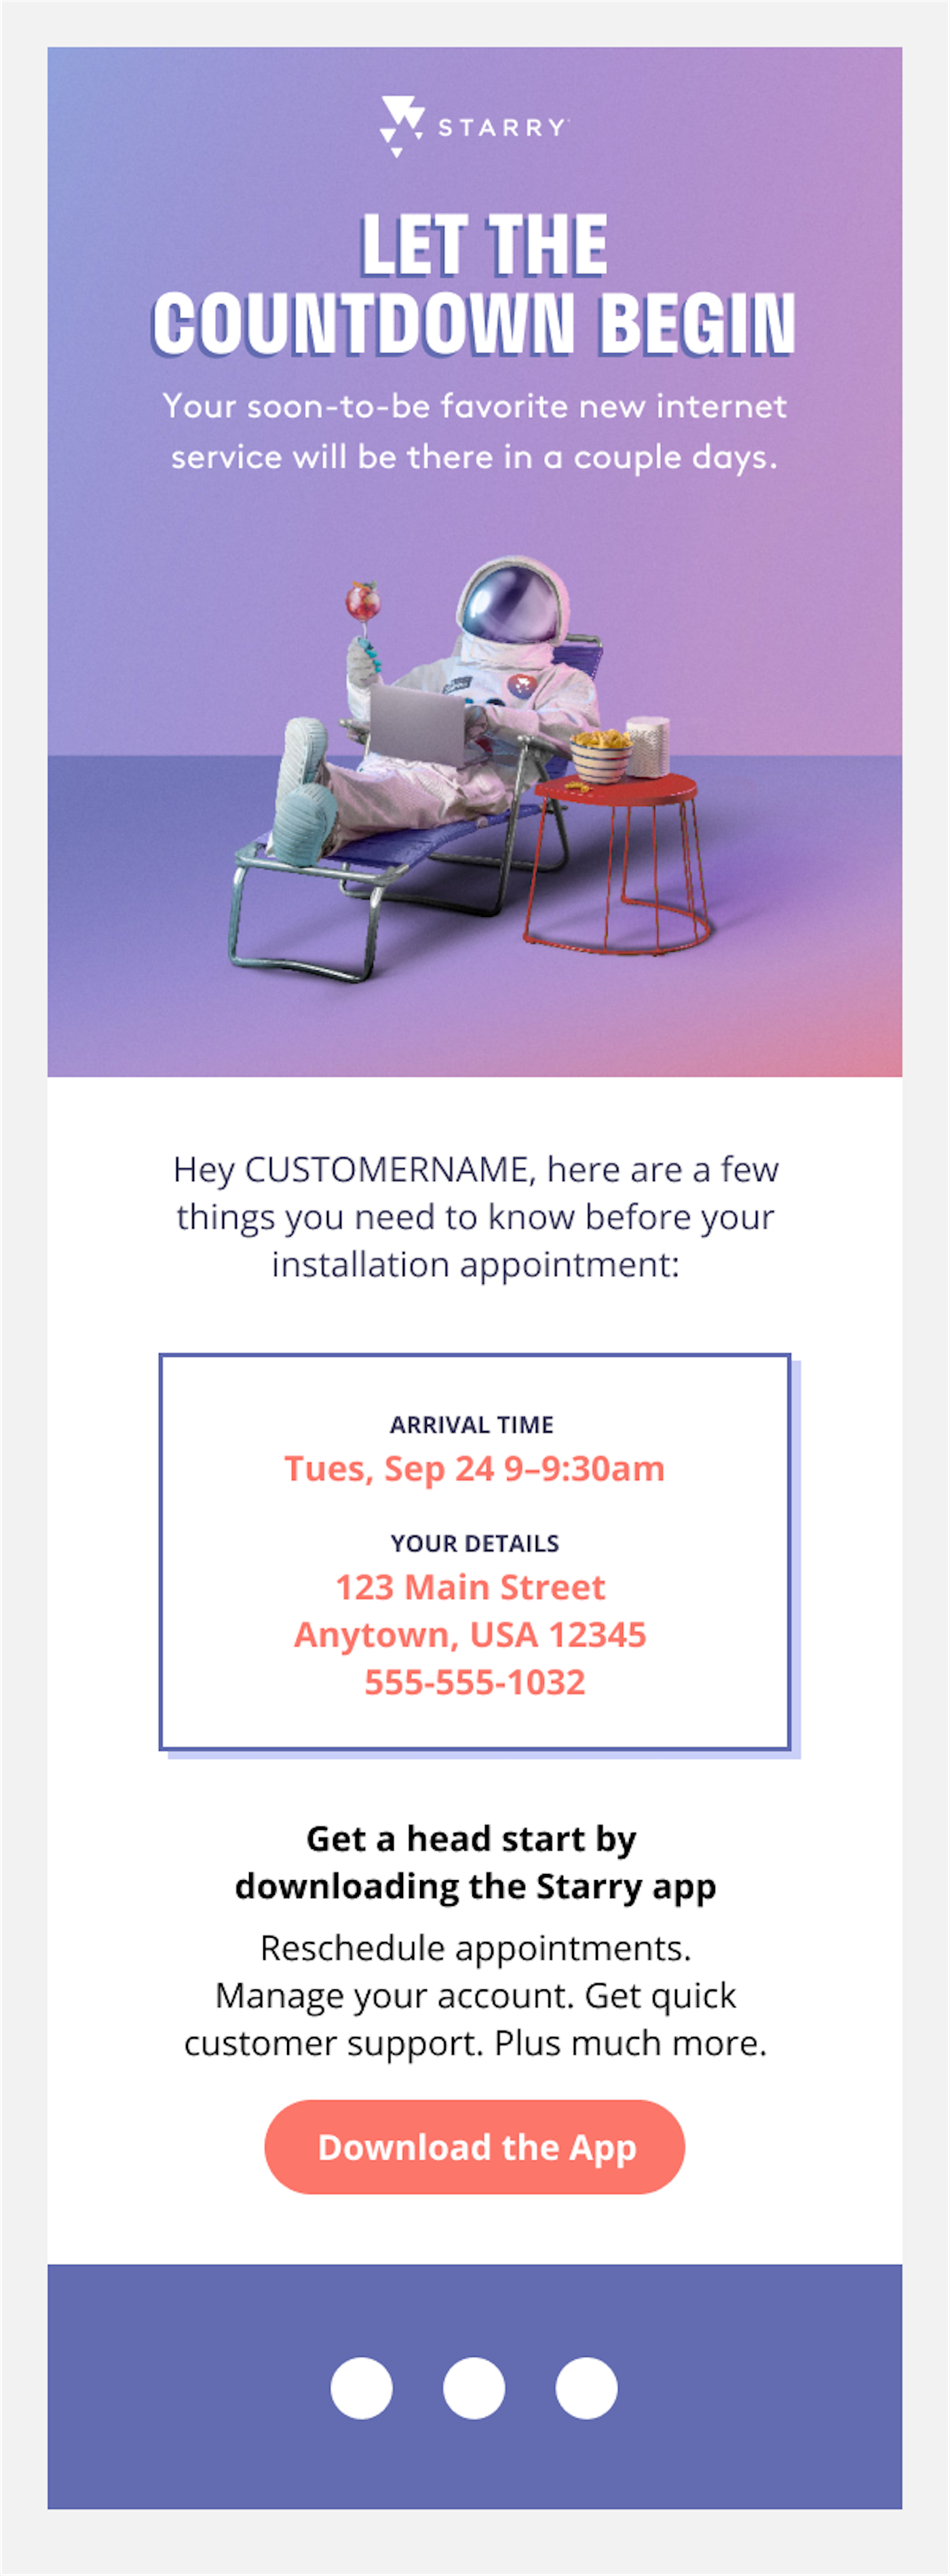 STARRY
LET THE
COUNTDOWN BEGIN
Your soon-to-be favorite new internet
service will be there in a couple days.
Hey CUSTOMERNAME, here are a few
things you need to know before your
installation appointment:
ARRIVAL TIME
Tues, Sep 24 9–9:30am
YOUR DETAILS
123 Main Street
Anytown, USA 12345
555-555-1032
Get a head start by
downloading the Starry app
Reschedule appointments.
Manage your account. Get quick
customer support. Plus much more.
Download the App